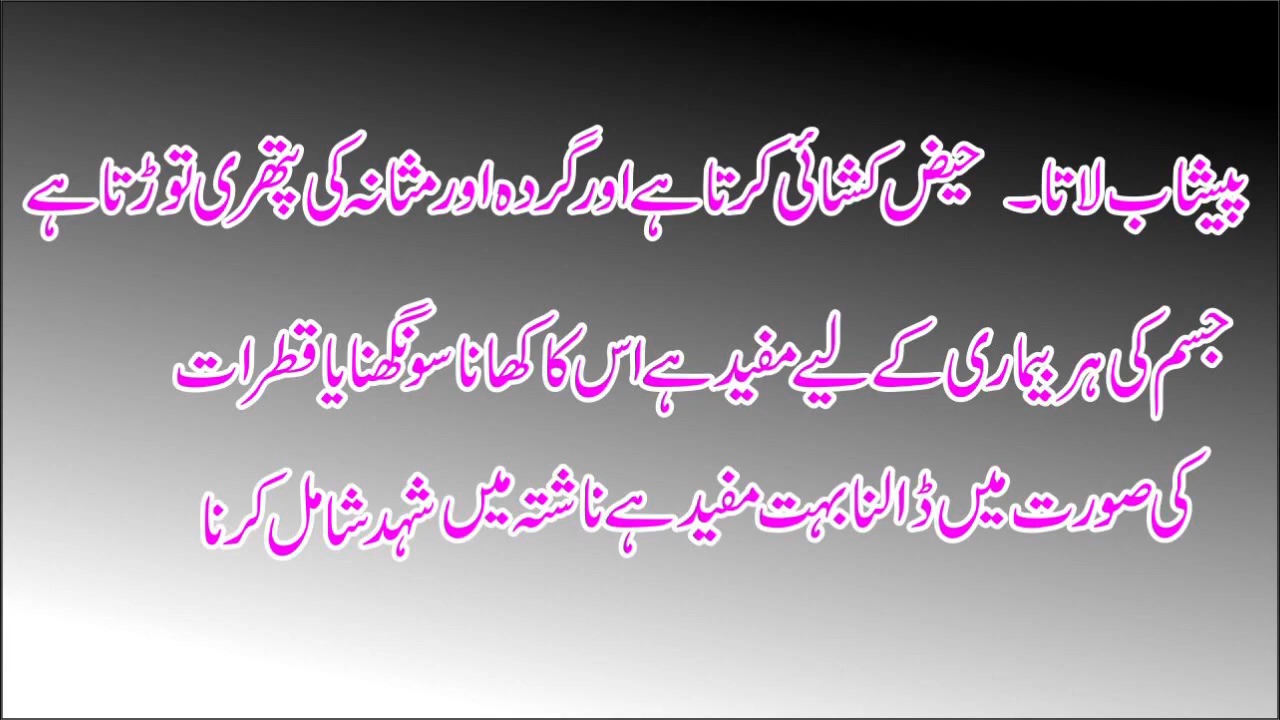 پیشاب لاتا۔ حیض کشائی کرتا ہے اور گردہ اور مثانہ کی پتھری توڑتا ہے
جسم کی ہر بیماری کے لیے مفید ہے اس کا کھانا سونگھنا یا قطرات
کی صورت میں ڈالنا بہت مفید ہے ناشتہ میں شہد شامل کرنا